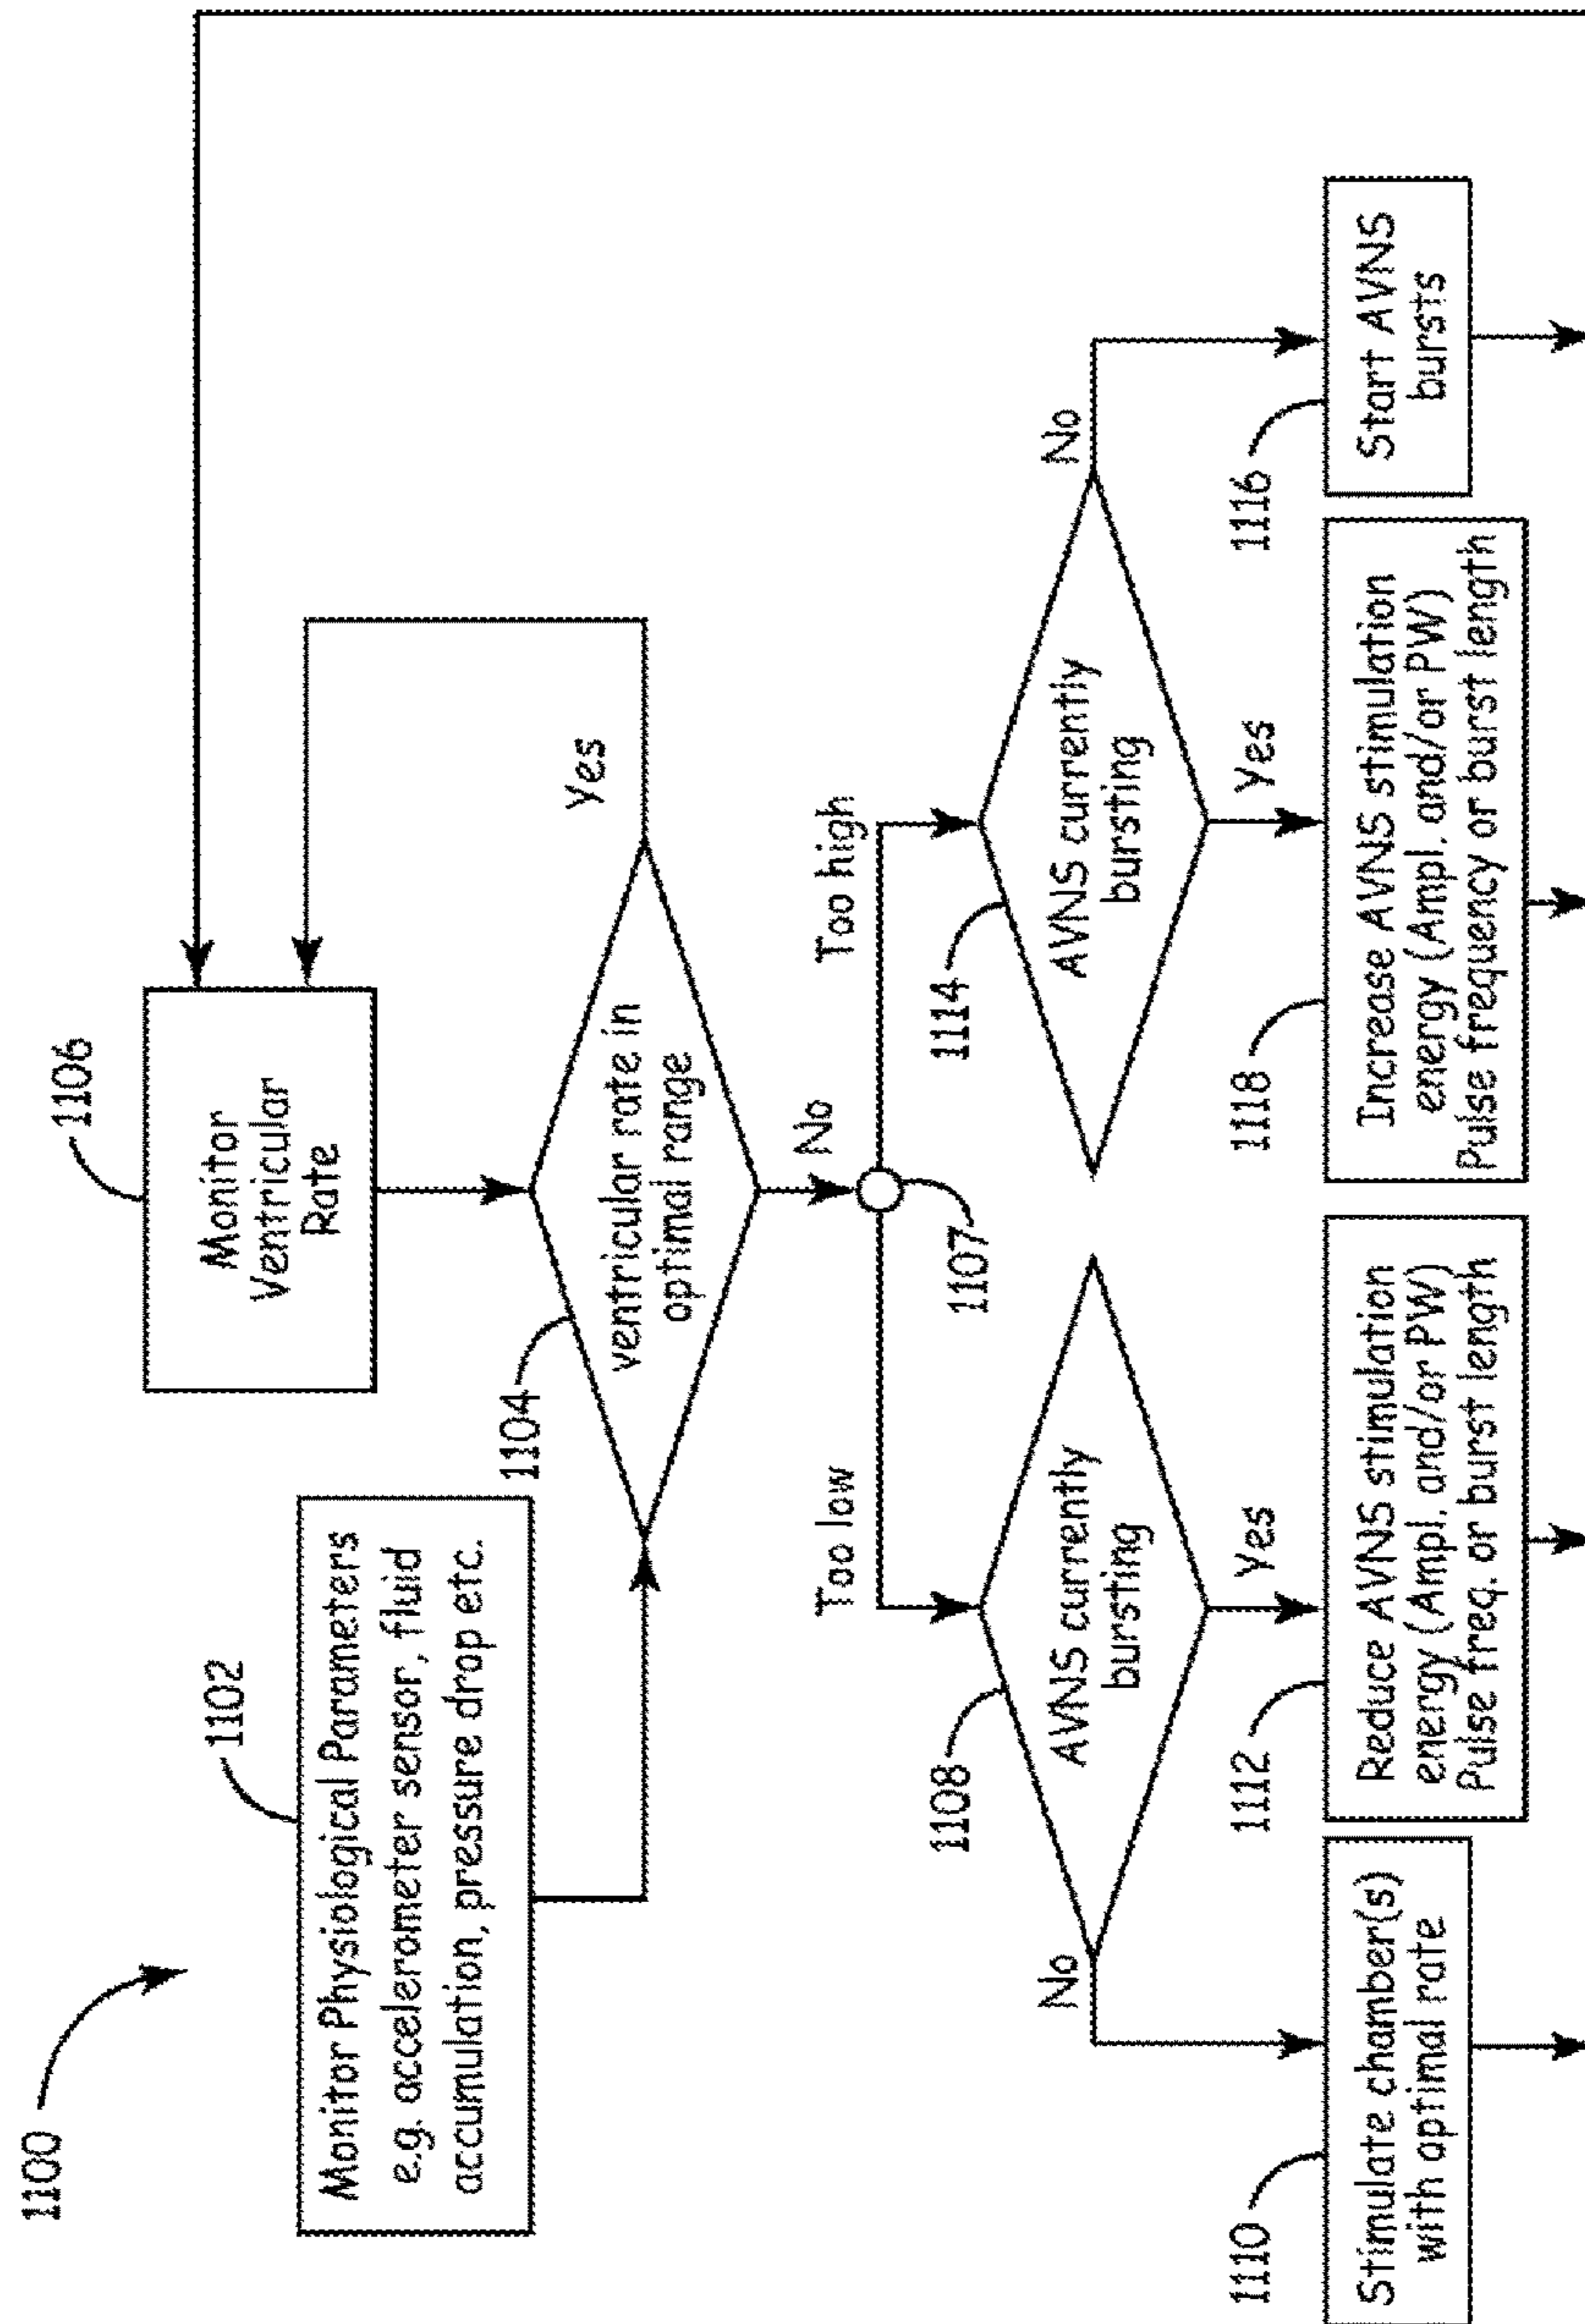 1100
1106
Monitor
Ventricular
Rate
1102
Monitor Physiological Parameters
e.g. accelerometer sensor, fluid
accumulation, pressure drop etc.
1104
ventricular rate in
optimal range
Yes
No
1107
Too low
Too high
1108
AVNS currently
bursting
1114
AVNS currently
bursting
No
Yes
Yes
No
1110
Stimulate chamber(s)
with optimal rate
1112
Reduce AVNS stimulation
energy (Ampl. and/or PW)
Pulse freq. or burst length
1118
Increase AVNS stimulation
energy (Ampl. and/or PW)
Pulse frequency or burst length
1116
Start AVNS
bursts